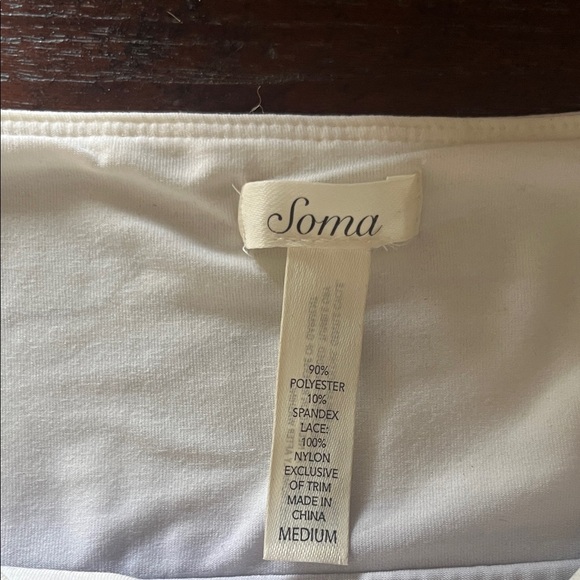 Soma
90%
POLYESTER
10%
SPANDEX
LACE:
100%
NYLON
EXCLUSIVE
OF TRIM
MADE IN
CHINA
MEDIUM